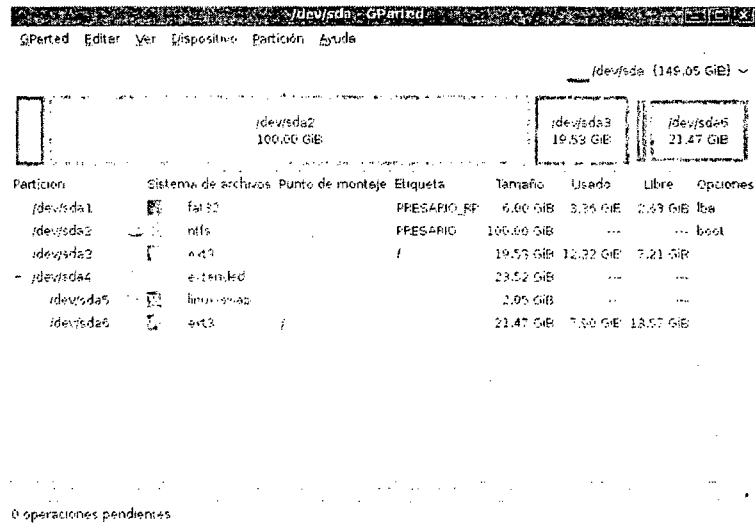 /dev/sda - GParted
GParted Editar Ver Dispositivo Partición Ayuda
/dev/sda (149.05 GiB)
/dev/sda2 /dev/sda3 /dev/sda6
100.00 GiB 19.53 GiB 21.47 GiB
Partición Sistema de archivos Punto de montaje Etiqueta Tamaño Usado Libre Opciones
/dev/sda1 fat32 PRESARIO_RP 6.00 GiB 3.36 GiB 2.63 GiB lba
/dev/sda2 ntfs PRESARIO 100.00 GiB --- --- boot
/dev/sda3 ext3 / 19.53 GiB 12.32 GiB 7.21 GiB
/dev/sda4 extended 23.52 GiB --- ---
/dev/sda5 linux-swap 2.05 GiB --- ---
/dev/sda6 ext3 / 21.47 GiB 7.90 GiB 13.57 GiB
0 operaciones pendientes